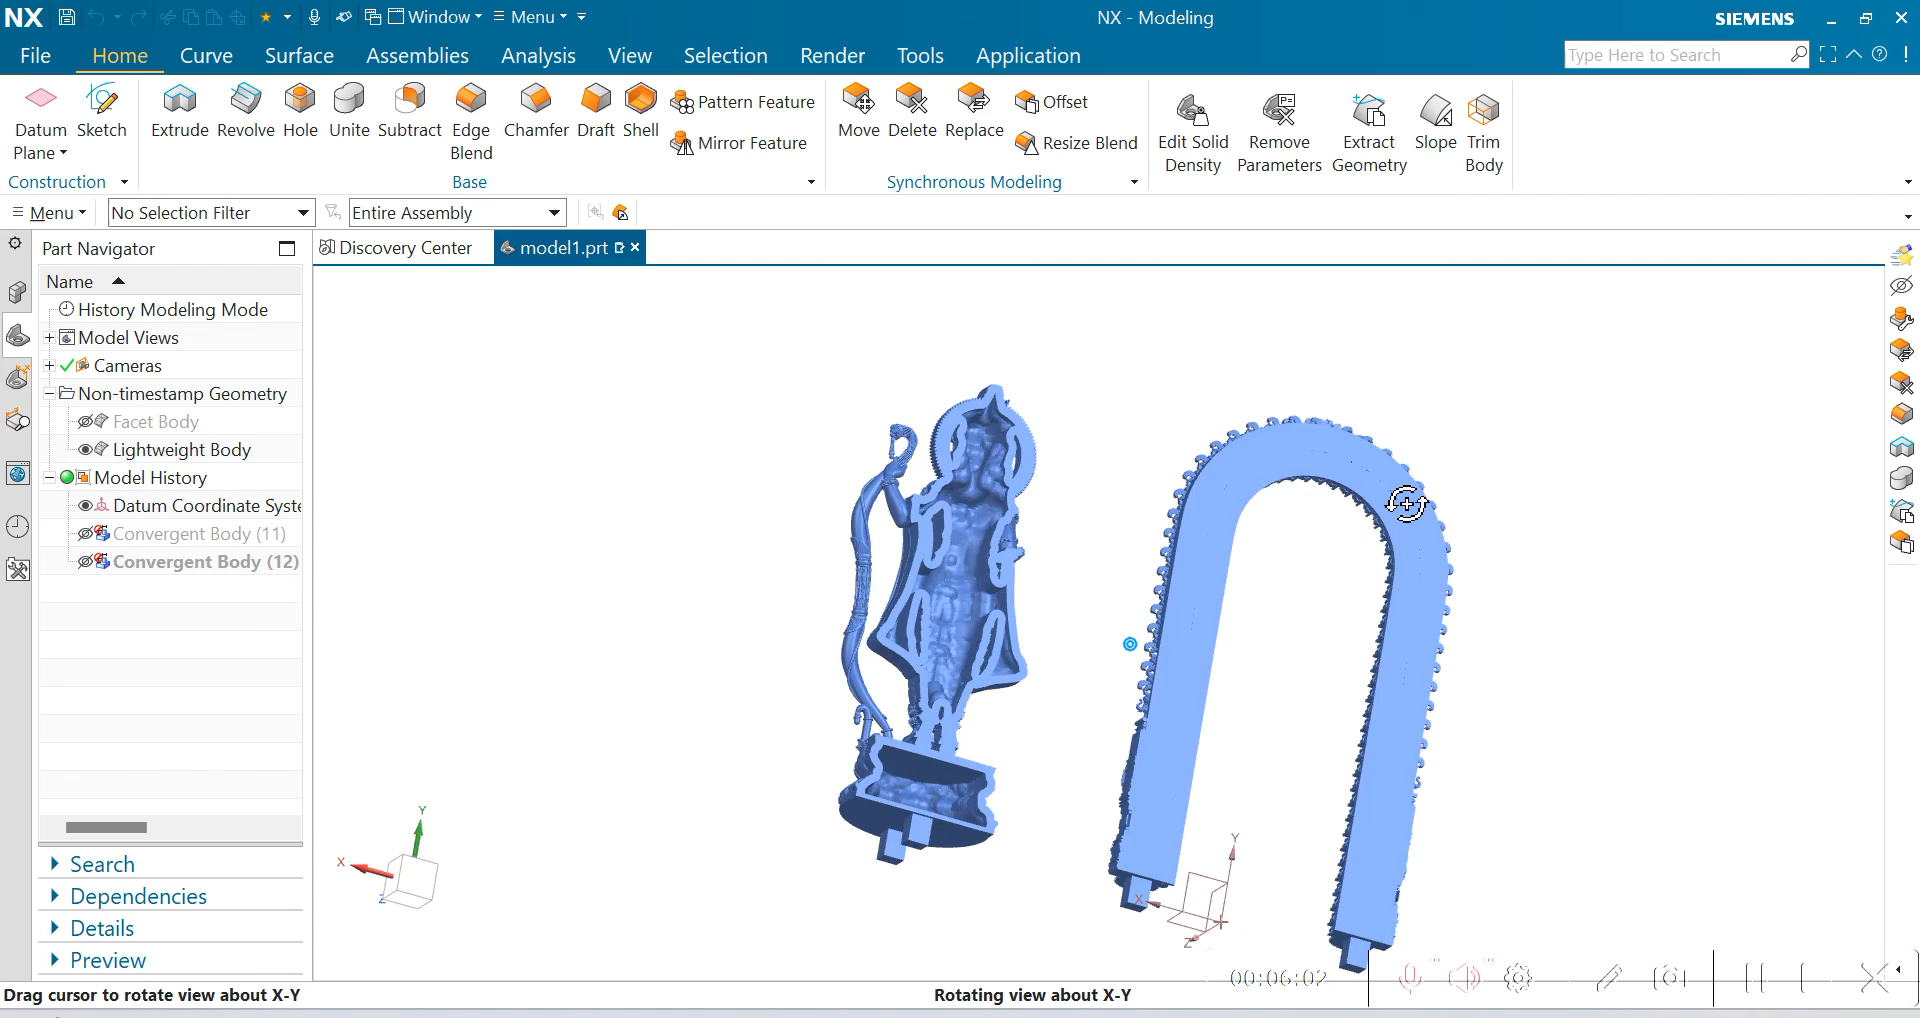 NX
Window
Menu
NX - Modeling
SIEMENS
File
Home
Curve
Surface
Assemblies
Analysis
View
Selection
Render
Tools
Application
Type Here to Search
Datum Plane
Sketch
Extrude
Revolve
Hole
Unite
Subtract
Edge Blend
Chamfer
Draft
Shell
Pattern Feature
Mirror Feature
Move
Delete
Replace
Offset
Resize Blend
Edit Solid Density
Remove Parameters
Extract Geometry
Slope
Trim Body
Construction
Base
Synchronous Modeling
Menu
No Selection Filter
Entire Assembly
Part Navigator
Discovery Center
model1.prt
Name
History Modeling Mode
Model Views
Cameras
Non-timestamp Geometry
Facet Body
Lightweight Body
Model History
Datum Coordinate Syste
Convergent Body (11)
Convergent Body (12)
Search
Dependencies
Details
Preview
Y
X
Z
Y
X
Z
00:06:02
Drag cursor to rotate view about X-Y
Rotating view about X-Y